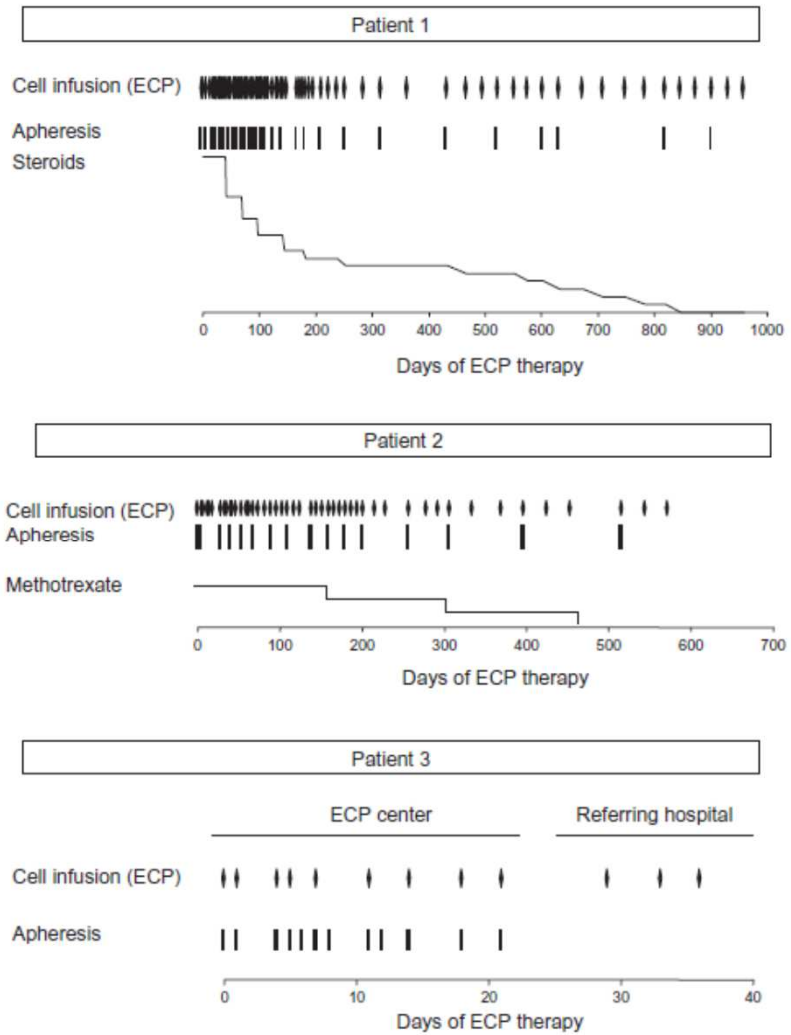 Patient 1
Cell infusion (ECP)
Apheresis
Steroids
0 100 200 300 400 500 600 700 800 900 1000
Days of ECP therapy
Patient 2
Cell infusion (ECP)
Apheresis
Methotrexate
0 100 200 300 400 500 600 700
Days of ECP therapy
Patient 3
ECP center Referring hospital
Cell infusion (ECP)
Apheresis
0 10 20 30 40
Days of ECP therapy